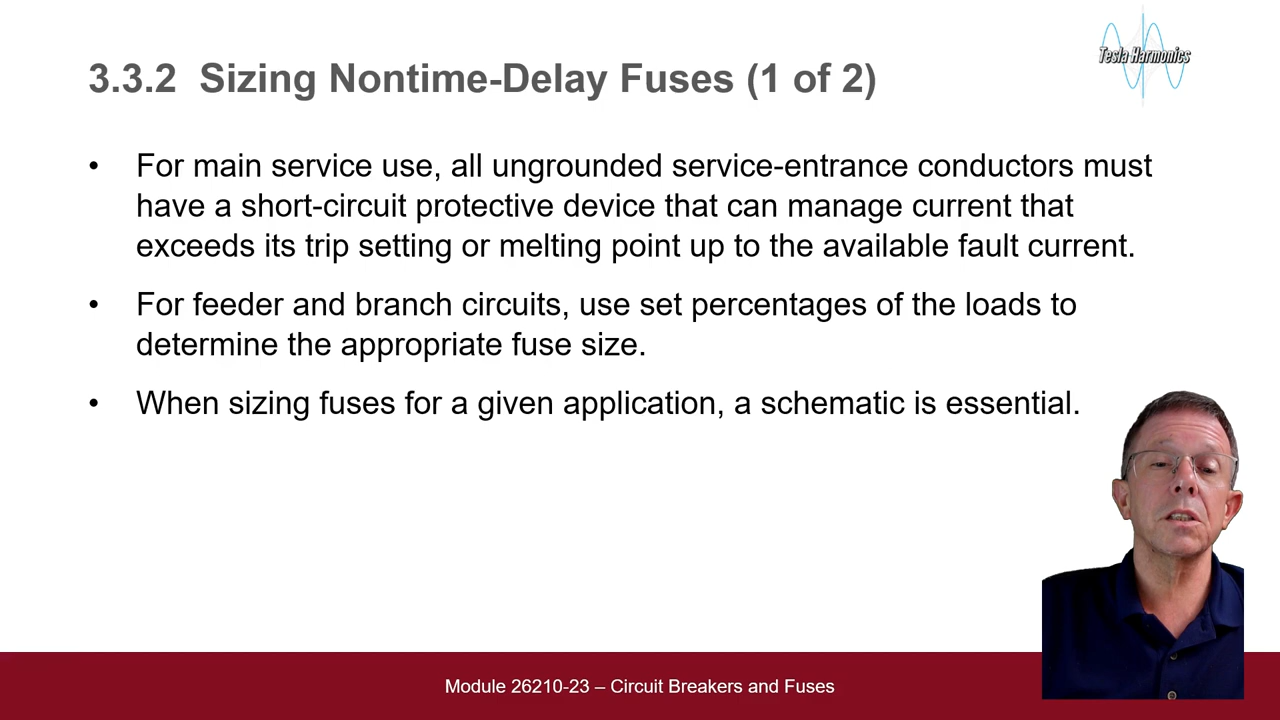 Tesla Harmonics
3.3.2 Sizing Nontime-Delay Fuses (1 of 2)
• For main service use, all ungrounded service-entrance conductors must
have a short-circuit protective device that can manage current that
exceeds its trip setting or melting point up to the available fault current.
• For feeder and branch circuits, use set percentages of the loads to
determine the appropriate fuse size.
• When sizing fuses for a given application, a schematic is essential.
Module 26210-23 – Circuit Breakers and Fuses